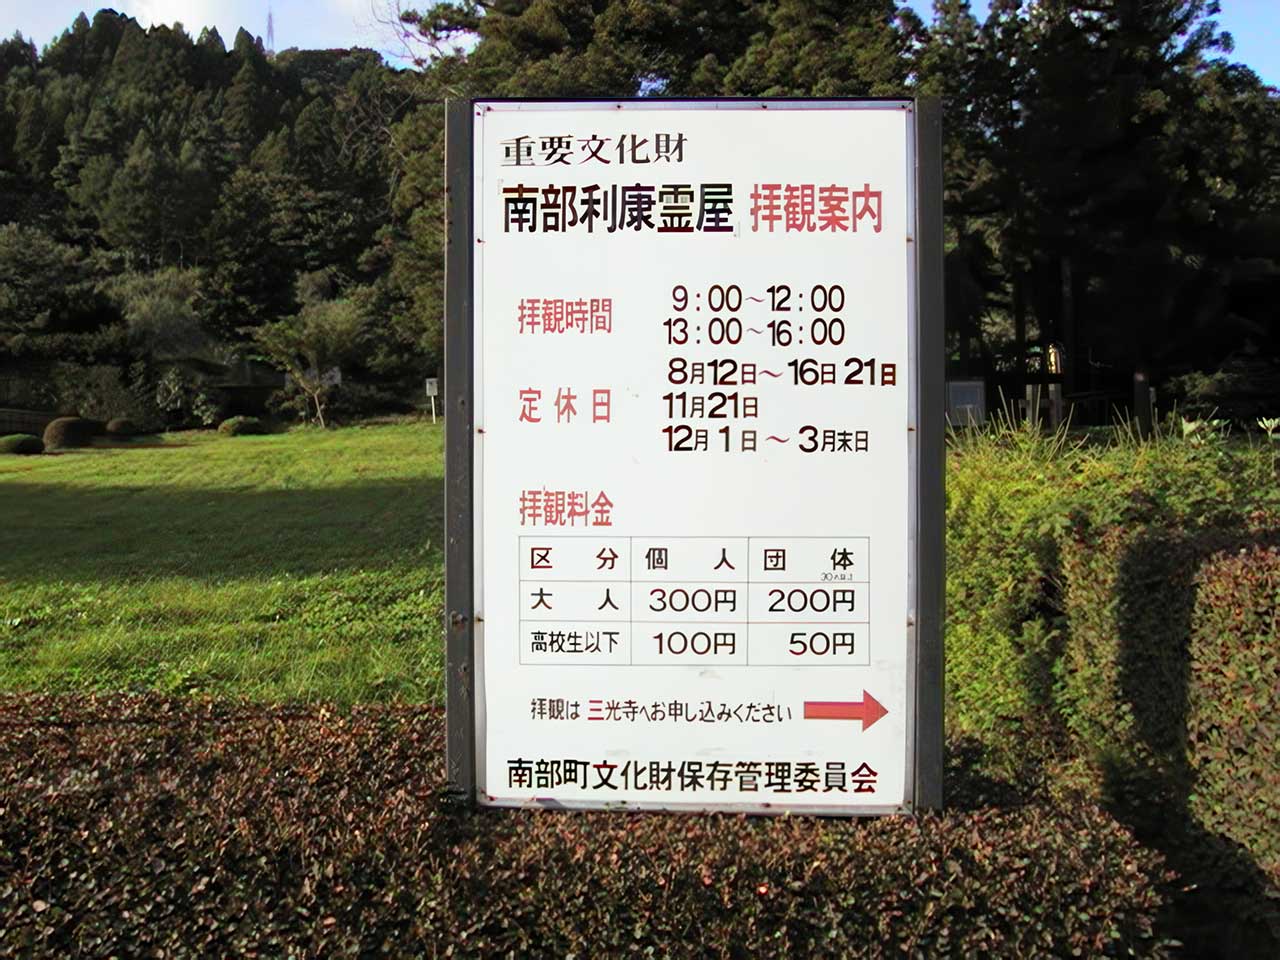 重要文化財
南部利康霊屋 拝観案内
拝観時間 9:00～12:00
13:00～16:00
定休日 8月12日～16日 21日
11月21日
12月1日～3月末日
拝観料金
区分 個人 団体
30人以上
大人 300円 200円
高校生以下 100円 50円
拝観は 三光寺へお申し込みください
南部町文化財保存管理委員会